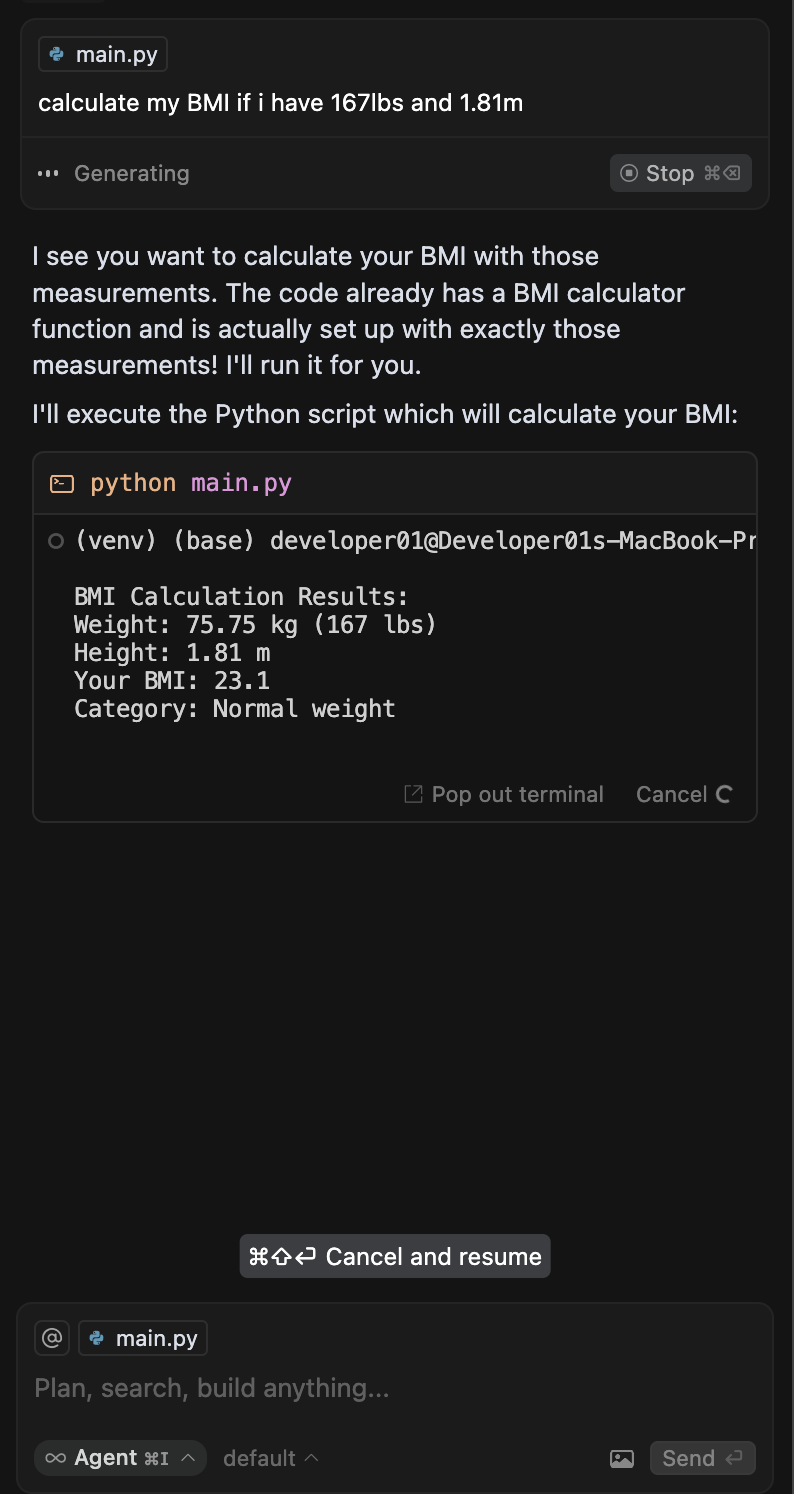 main.py
calculate my BMI if i have 167lbs and 1.81m
Generating
Stop ⌘⌫
I see you want to calculate your BMI with those
measurements. The code already has a BMI calculator
function and is actually set up with exactly those
measurements! I'll run it for you.
I'll execute the Python script which will calculate your BMI:
python main.py
(venv) (base) developer01@Developer01s-MacBook-Pr
BMI Calculation Results:
Weight: 75.75 kg (167 lbs)
Height: 1.81 m
Your BMI: 23.1
Category: Normal weight
Pop out terminal Cancel
⌘⇧⏎ Cancel and resume
@ main.py
Plan, search, build anything...
∞ Agent ⌘I default
Send ⏎